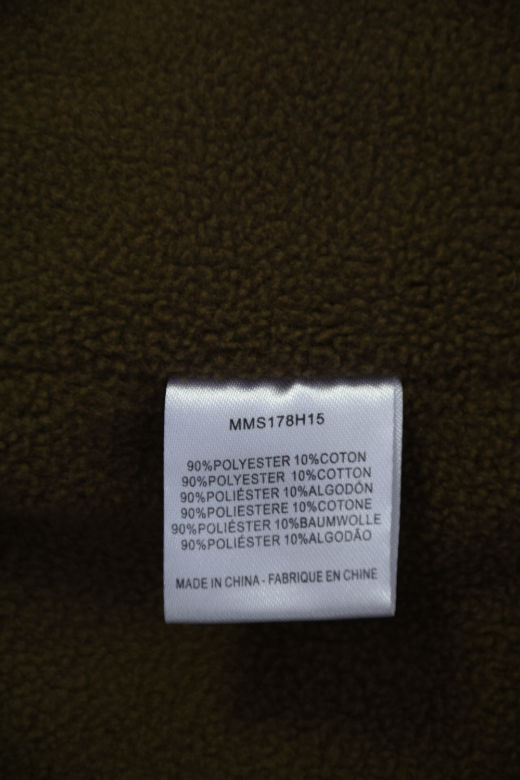 MMS178H15
90%POLYESTER 10%COTON
90%POLYESTER 10%COTTON
90%POLIÉSTER 10%ALGODÓN
90%POLIESTERE 10%COTONE
90%POLIÉSTER 10%BAUMWOLLE
90%POLIÉSTER 10%ALGODÃO
MADE IN CHINA - FABRIQUE EN CHINE